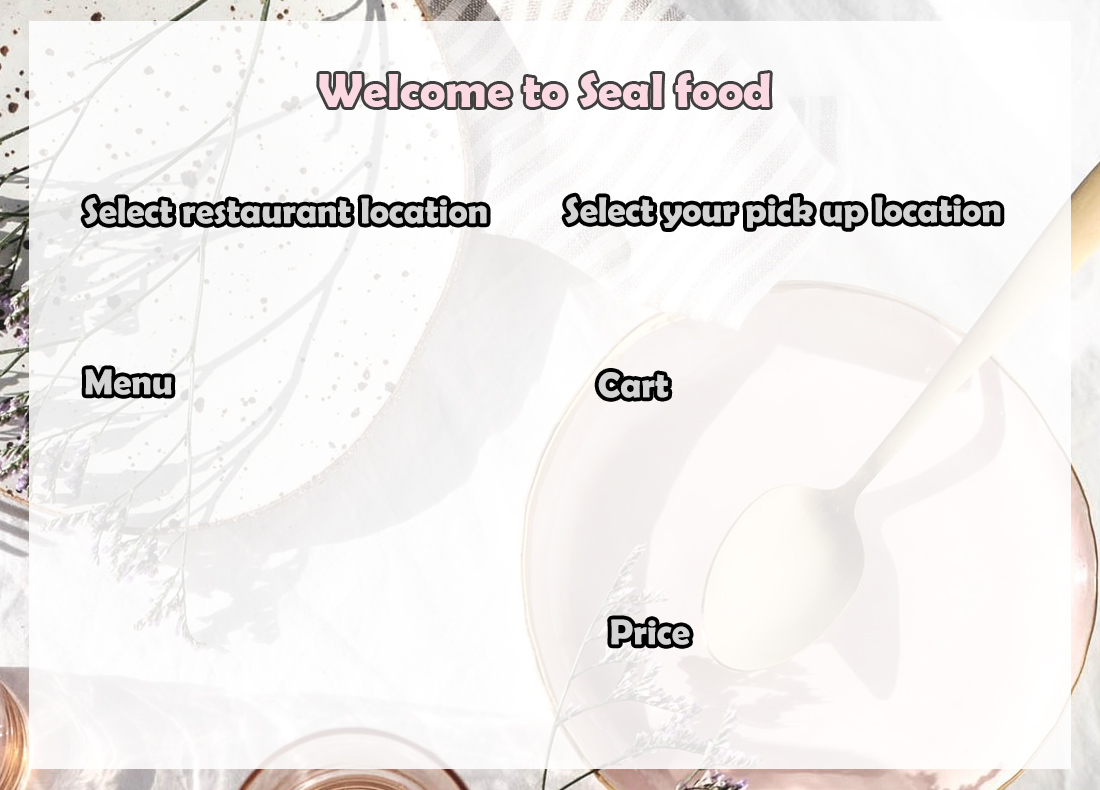 Welcome to Seal food
Select restaurant location
Select your pick up location
Menu
Cart
Price